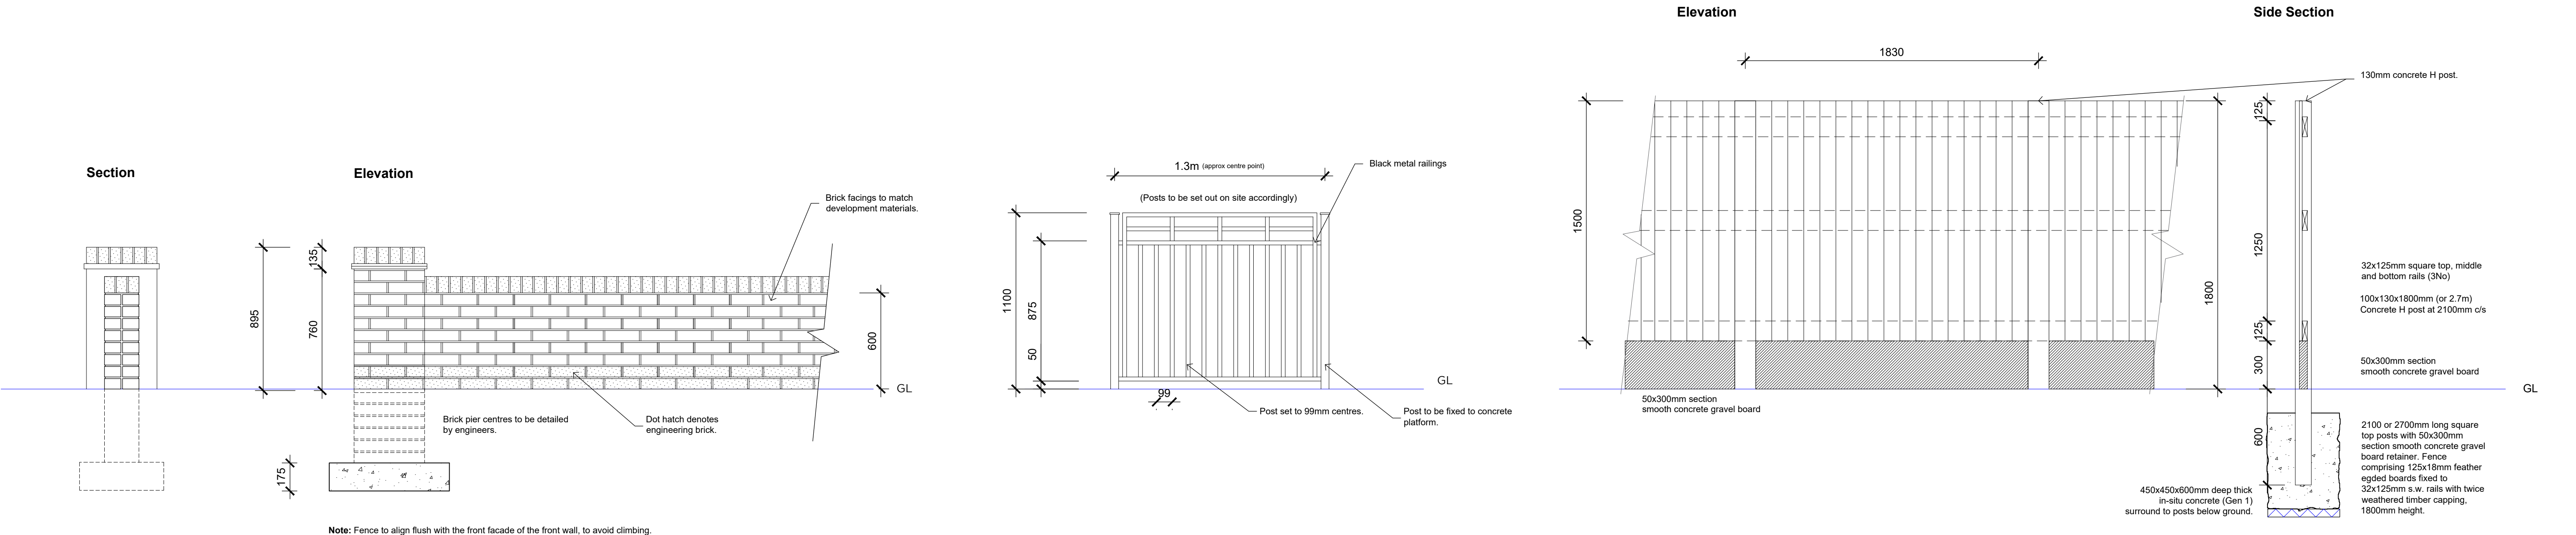 Section
Elevation
895
135
760
175
Brick facings to match
development materials.
600
GL
Brick pier centres to be detailed
by engineers.
Dot hatch denotes
engineering brick.
Note: Fence to align flush with the front facade of the front wall, to avoid climbing.
1.3m (approx centre point)
(Posts to be set out on site accordingly)
Black metal railings
1100
875
50
99
GL
Post set to 99mm centres.
Post to be fixed to concrete
platform.
Elevation
1830
1500
1800
50x300mm section
smooth concrete gravel board
Side Section
130mm concrete H post.
125
1250
125
300
600
32x125mm square top, middle
and bottom rails (3No)
100x130x1800mm (or 2.7m)
Concrete H post at 2100mm c/s
50x300mm section
smooth concrete gravel board
GL
2100 or 2700mm long square
top posts with 50x300mm
section smooth concrete gravel
board retainer. Fence
comprising 125x18mm feather
egded boards fixed to
32x125mm s.w. rails with twice
weathered timber capping,
1800mm height.
450x450x600mm deep thick
in-situ concrete (Gen 1)
surround to posts below ground.